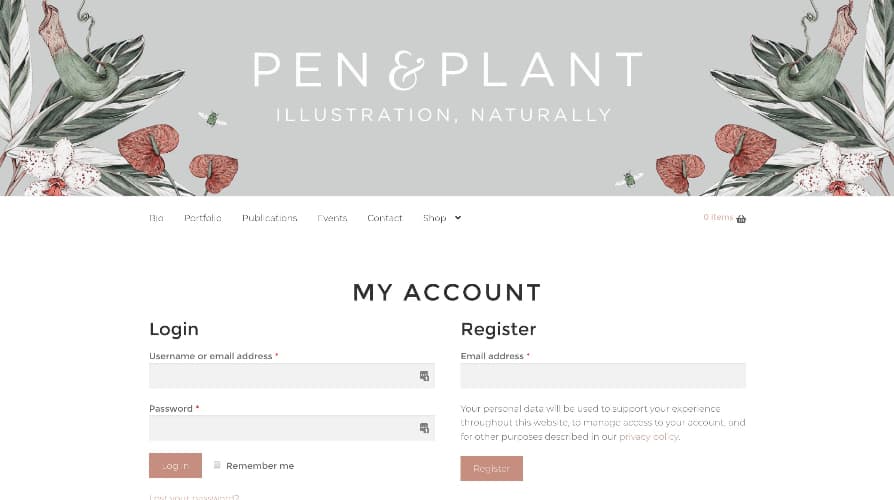 PEN & PLANT
ILLUSTRATION, NATURALLY
Bio Portfolio Publications Events Contact Shop
0 items
MY ACCOUNT
Login
Username or email address *
Password *
Log in
Remember me
Lost your password?
Register
Email address *
Your personal data will be used to support your experience
throughout this website, to manage access to your account, and
for other purposes described in our privacy policy.
Register